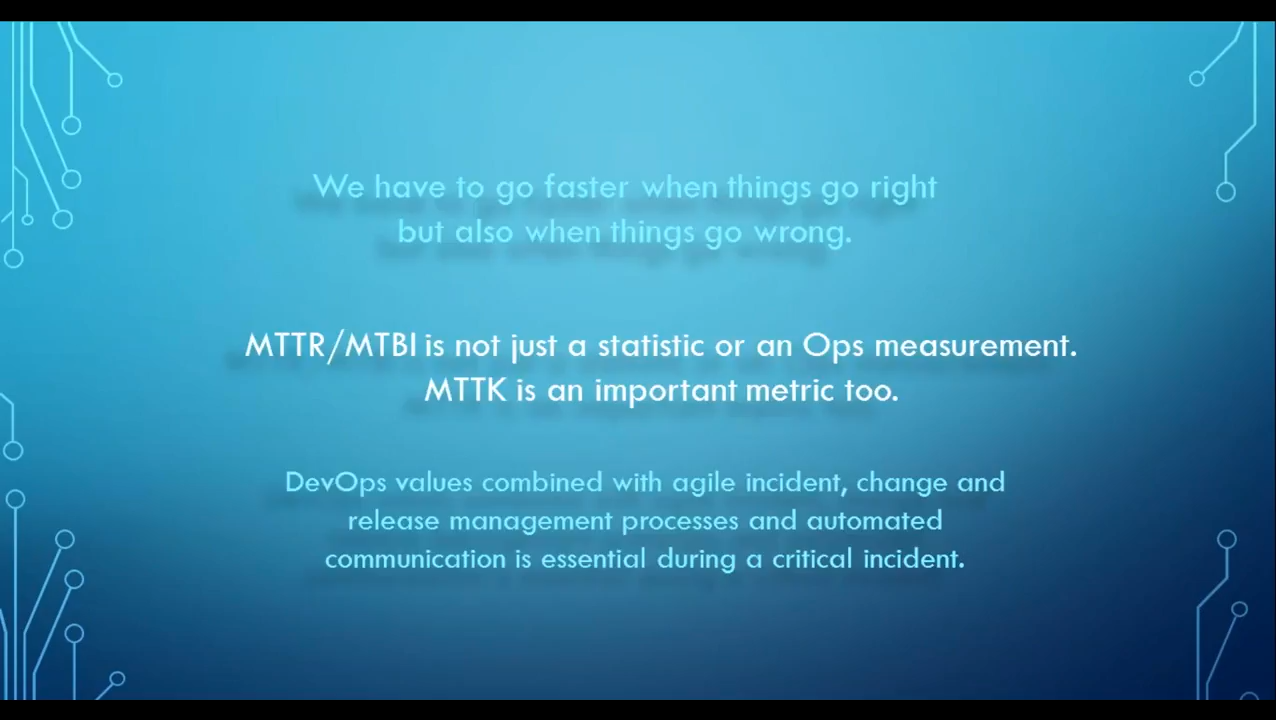 We have to go faster when things go right
but also when things go wrong.
MTTR/MTBI is not just a statistic or an Ops measurement.
MTTK is an important metric too.
DevOps values combined with agile incident, change and
release management processes and automated
communication is essential during a critical incident.